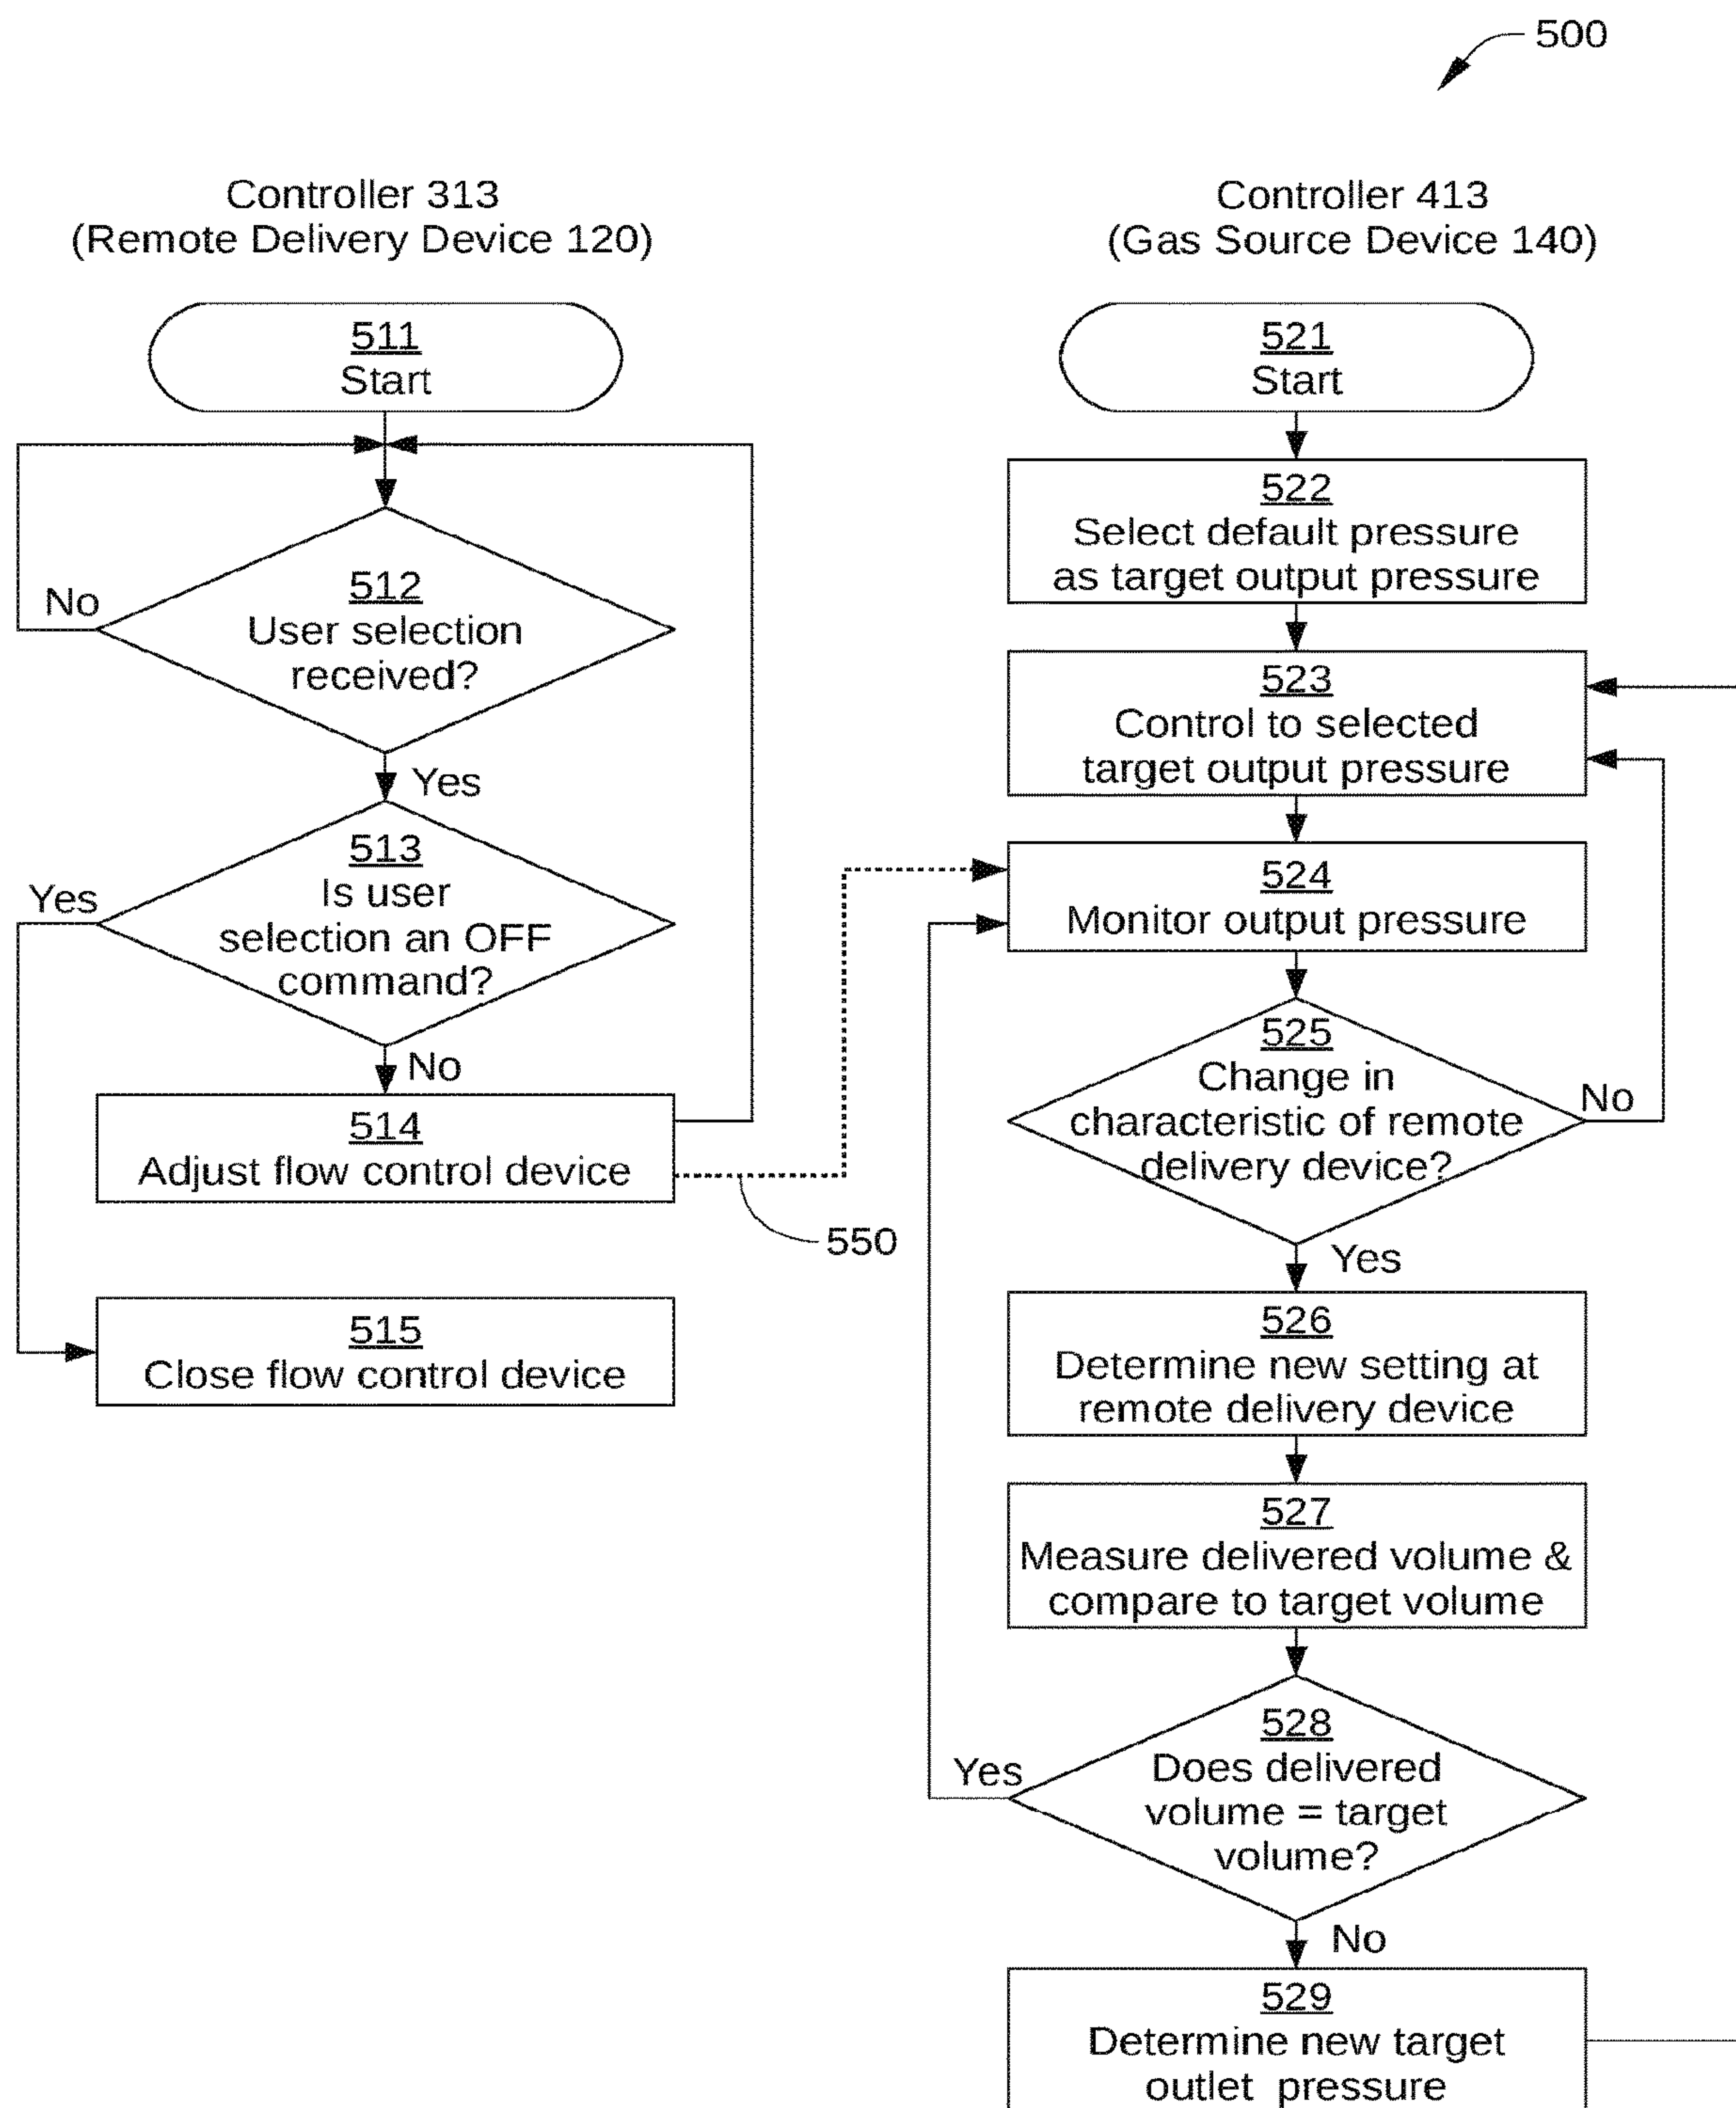 500
Controller 313
(Remote Delivery Device 120)
511
Start
512
User selection
received?
No
Yes
513
Is user
selection an OFF
command?
Yes
No
514
Adjust flow control device
550
515
Close flow control device
Controller 413
(Gas Source Device 140)
521
Start
522
Select default pressure
as target output pressure
523
Control to selected
target output pressure
524
Monitor output pressure
525
Change in
characteristic of remote
delivery device?
No
Yes
526
Determine new setting at
remote delivery device
527
Measure delivered volume &
compare to target volume
528
Does delivered
volume = target
volume?
Yes
No
529
Determine new target
outlet pressure